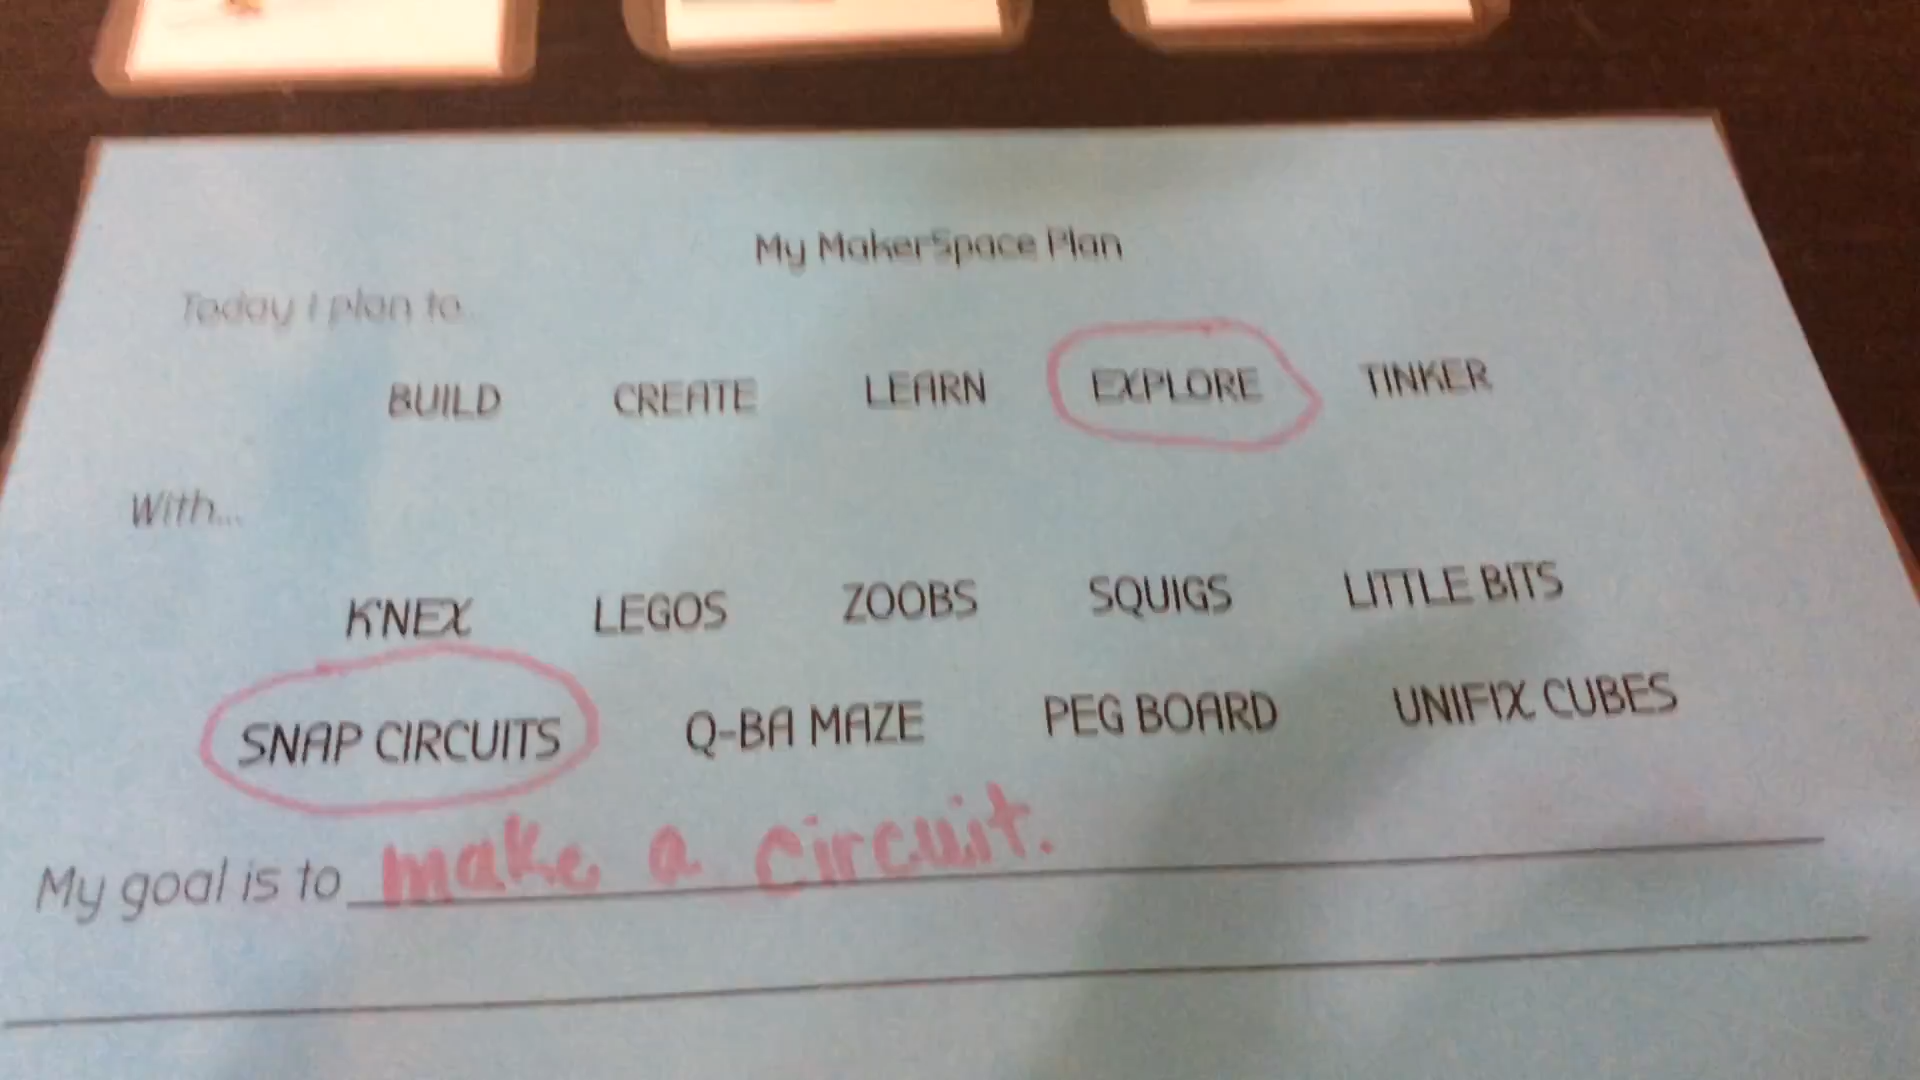 My MakerSpace Plan
Today I plan to...
BUILD CREATE LEARN EXPLORE TINKER
With...
K'NEX LEGOS ZOOBS SQUIGS LITTLE BITS
SNAP CIRCUITS Q-BA MAZE PEG BOARD UNIFIX CUBES
My goal is to make a circuit.